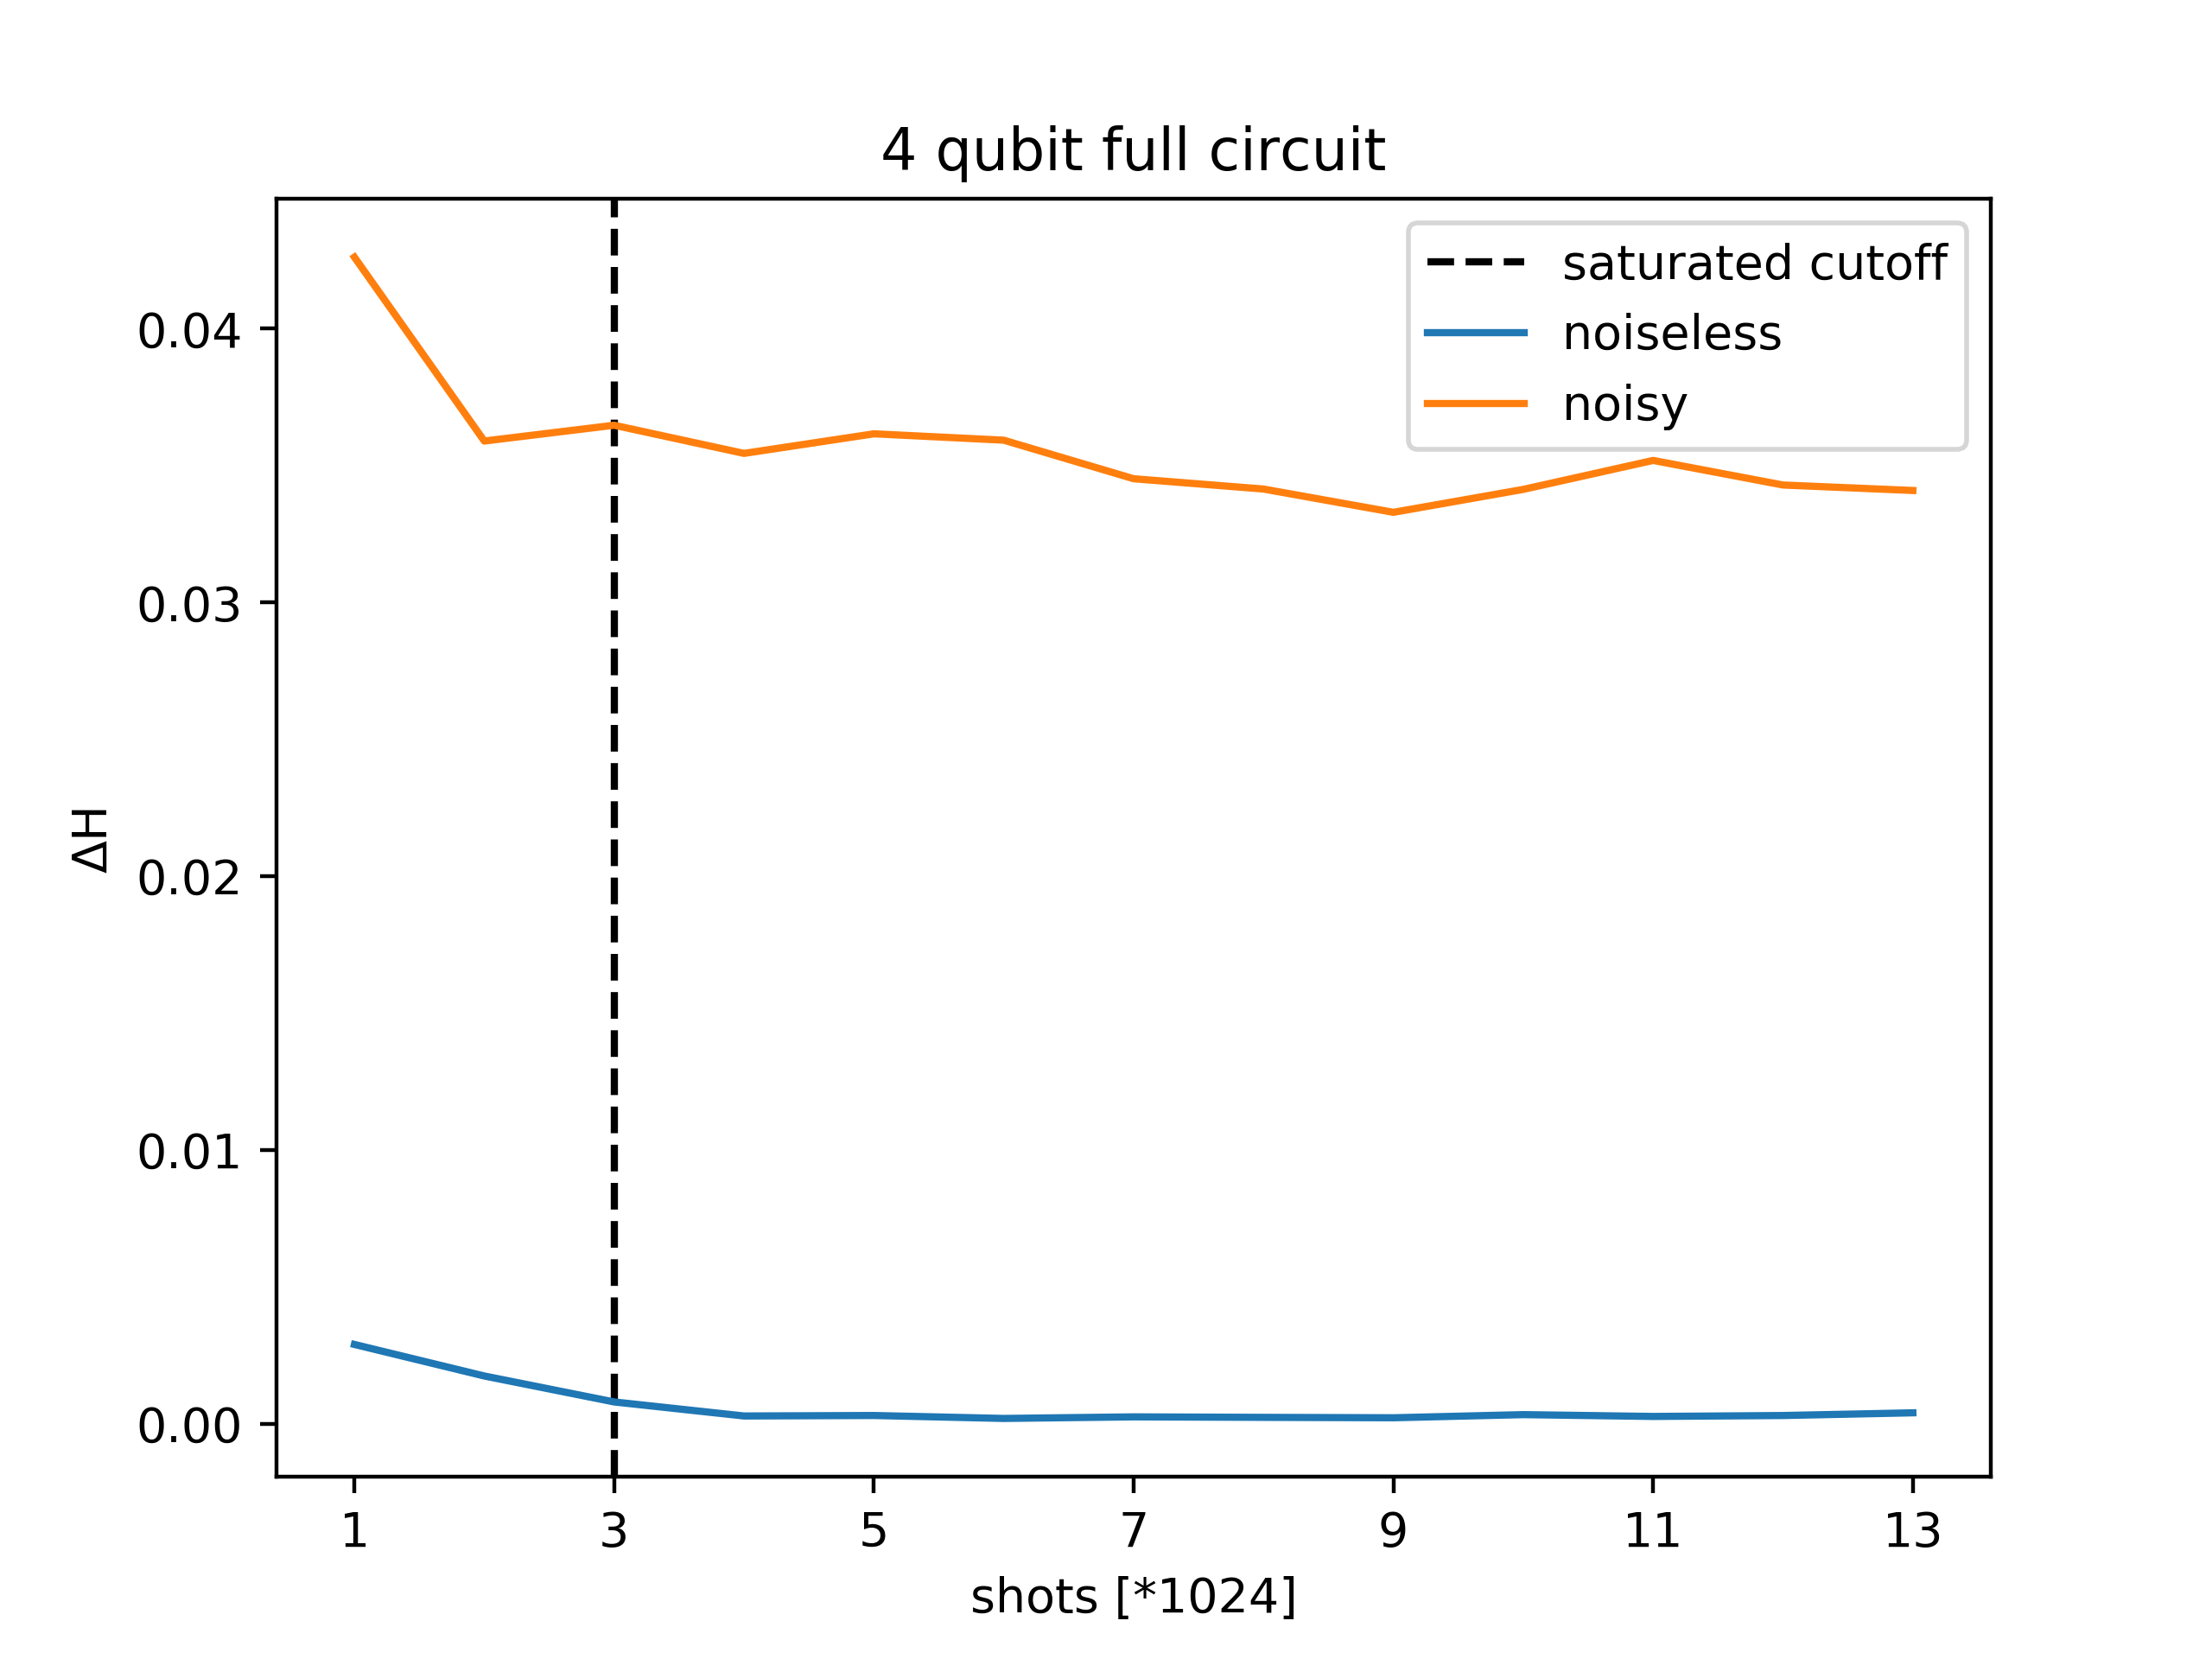 4 qubit full circuit
saturated cutoff
noiseless
noisy
ΔH
0.04
0.03
0.02
0.01
0.00
1 3 5 7 9 11 13
shots [*1024]